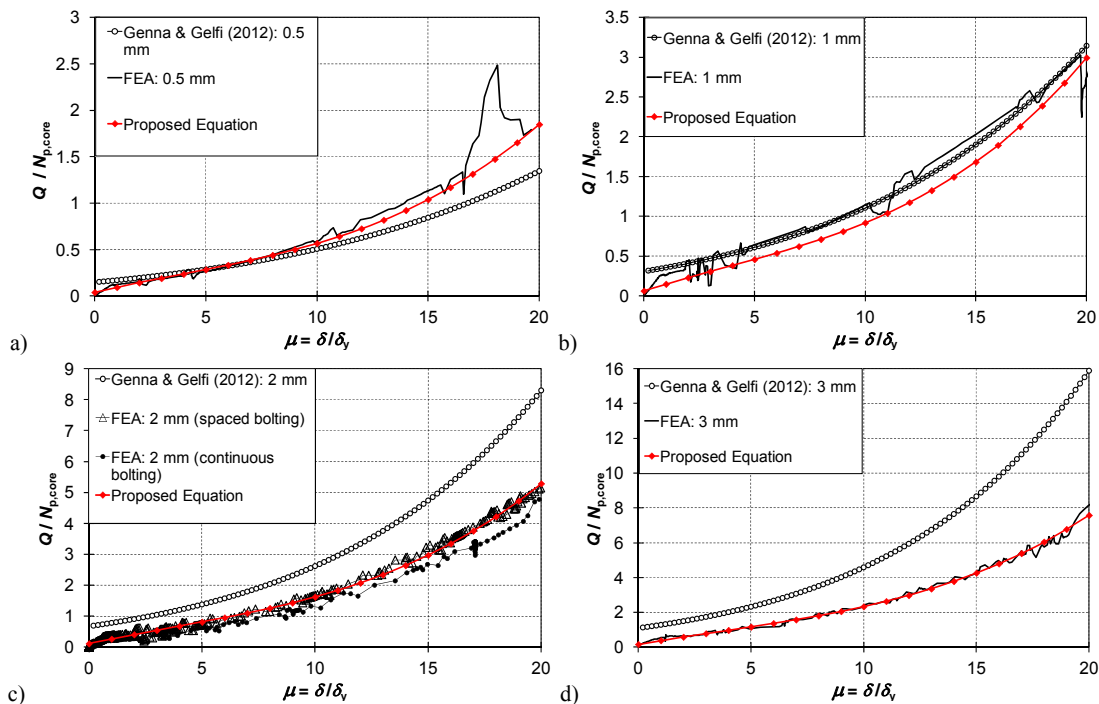 3
2.5
2
1.5
1
0.5
0
Q / Np,core
Genna & Gelfi (2012): 0.5
mm
FEA: 0.5 mm
Proposed Equation
0 5 10 15 20
μ = δ/δy
a)
3.5
3
2.5
2
1.5
1
0.5
0
Q / Np,core
Genna & Gelfi (2012): 1 mm
FEA: 1 mm
Proposed Equation
0 5 10 15 20
μ = δ/δy
b)
9
8
7
6
5
4
3
2
1
0
Q / Np,core
Genna & Gelfi (2012): 2 mm
FEA: 2 mm (spaced bolting)
FEA: 2 mm (continuous
bolting)
Proposed Equation
0 5 10 15 20
μ = δ/δy
c)
16
14
12
10
8
6
4
2
0
Q / Np,core
Genna & Gelfi (2012): 3 mm
FEA: 3 mm
Proposed Equation
0 5 10 15 20
μ = δ/δy
d)